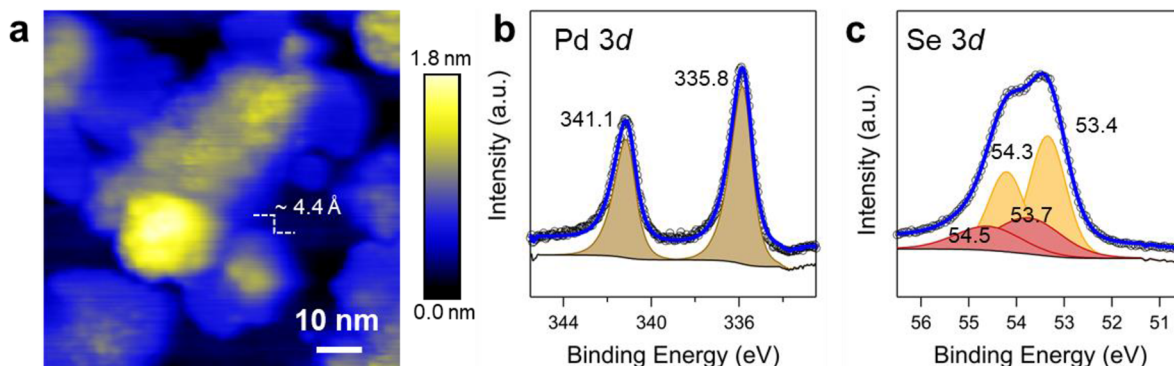 a
1.8 nm
0.0 nm
~ 4.4 Å
10 nm
b
Pd 3d
341.1
335.8
Intensity (a.u.)
344
340
336
Binding Energy (eV)
c
Se 3d
53.4
54.3
53.7
54.5
Intensity (a.u.)
56
55
54
53
52
51
Binding Energy (eV)